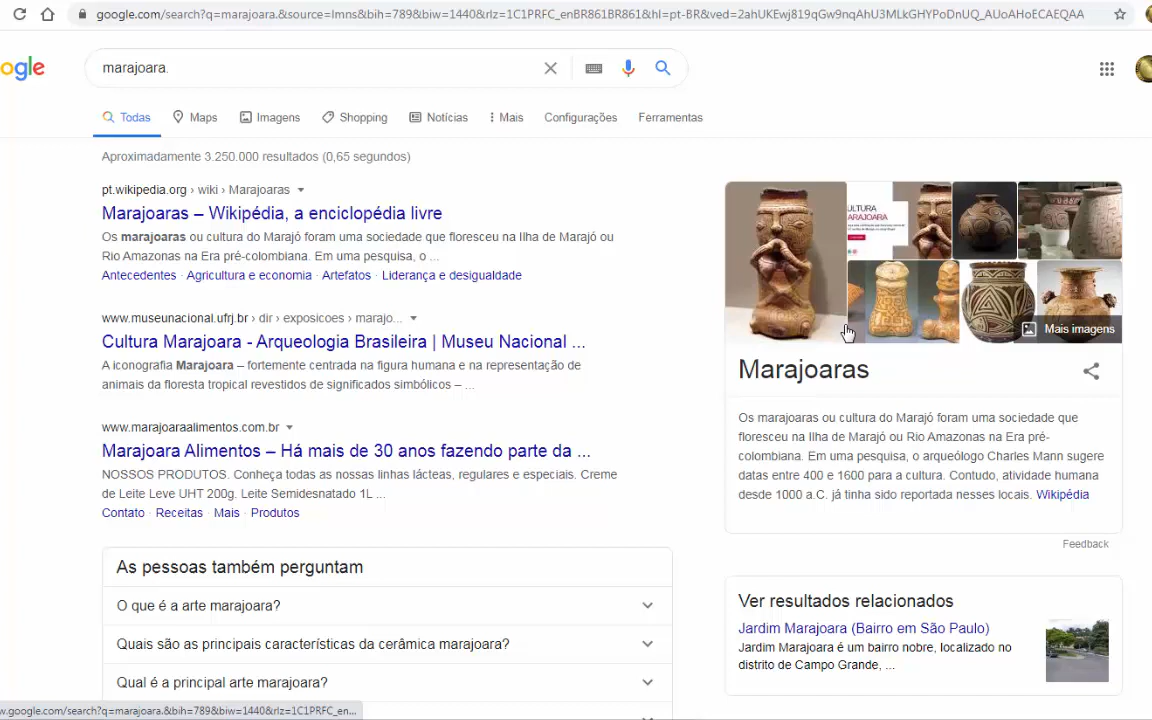 google.com/search?q=marajoara.&source=lmns&bih=789&biw=1440&rlz=1C1PRFC_enBR861BR861&hl=pt-BR&ved=2ahUKEwj819qGw9nqAhU3MLkGHYPoDnUQ_AUoAHoECAEQAA
ogle
marajoara.
Todas
Maps
Imagens
Shopping
Notícias
Mais
Configurações
Ferramentas
Aproximadamente 3.250.000 resultados (0,65 segundos)
pt.wikipedia.org › wiki › Marajoaras
Marajoaras – Wikipédia, a enciclopédia livre
Os marajoaras ou cultura do Marajó foram uma sociedade que floresceu na Ilha de Marajó ou
Rio Amazonas na Era pré-colombiana. Em uma pesquisa, o ...
Antecedentes · Agricultura e economia · Artefatos · Liderança e desigualdade
www.museunacional.ufrj.br › dir › exposicoes › marajo...
Cultura Marajoara - Arqueologia Brasileira | Museu Nacional ...
A iconografia Marajoara – fortemente centrada na figura humana e na representação de
animais da floresta tropical revestidos de significados simbólicos – ...
www.marajoaraalimentos.com.br
Marajoara Alimentos – Há mais de 30 anos fazendo parte da ...
NOSSOS PRODUTOS. Conheça todas as nossas linhas lácteas, regulares e especiais. Creme
de Leite Leve UHT 200g. Leite Semidesnatado 1L ...
Contato · Receitas · Mais · Produtos
As pessoas também perguntam
O que é a arte marajoara?
Quais são as principais características da cerâmica marajoara?
Qual é a principal arte marajoara?
ULTURA
ARAJOARA
Mais imagens
Marajoaras
Os marajoaras ou cultura do Marajó foram uma sociedade que
floresceu na Ilha de Marajó ou Rio Amazonas na Era pré-
colombiana. Em uma pesquisa, o arqueólogo Charles Mann sugere
datas entre 400 e 1600 para a cultura. Contudo, atividade humana
desde 1000 a.C. já tinha sido reportada nesses locais. Wikipédia
Feedback
Ver resultados relacionados
Jardim Marajoara (Bairro em São Paulo)
Jardim Marajoara é um bairro nobre, localizado no
distrito de Campo Grande, ...
w.google.com/search?q=marajoara.&bih=789&biw=1440&rlz=1C1PRFC_en...